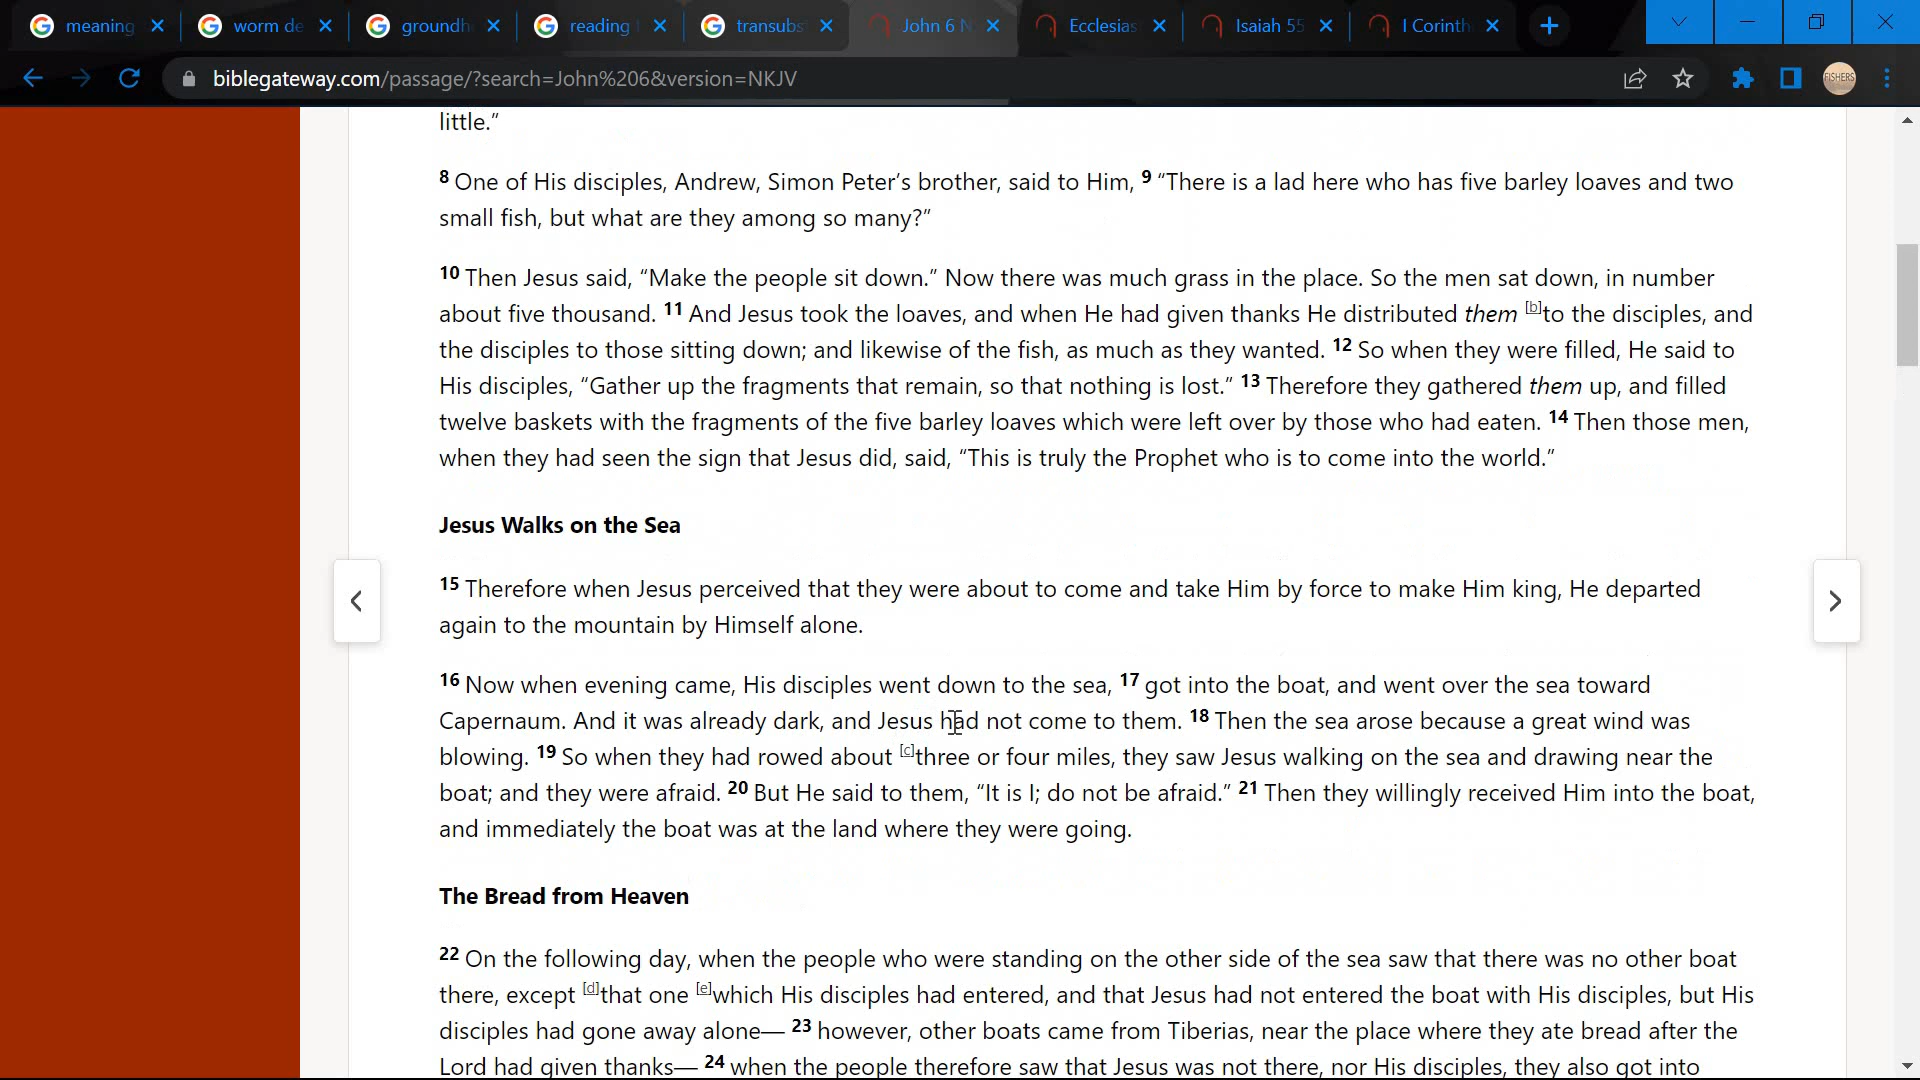 meaning
worm de
groundh
reading
transubs
John 6 N
Ecclesias
Isaiah 55
I Corinth
biblegateway.com/passage/?search=John%206&version=NKJV
FISHERS
little.”
8 One of His disciples, Andrew, Simon Peter’s brother, said to Him, 9 “There is a lad here who has five barley loaves and two
small fish, but what are they among so many?”
10 Then Jesus said, “Make the people sit down.” Now there was much grass in the place. So the men sat down, in number
about five thousand. 11 And Jesus took the loaves, and when He had given thanks He distributed them [b]to the disciples, and
the disciples to those sitting down; and likewise of the fish, as much as they wanted. 12 So when they were filled, He said to
His disciples, “Gather up the fragments that remain, so that nothing is lost.” 13 Therefore they gathered them up, and filled
twelve baskets with the fragments of the five barley loaves which were left over by those who had eaten. 14 Then those men,
when they had seen the sign that Jesus did, said, “This is truly the Prophet who is to come into the world.”
Jesus Walks on the Sea
15 Therefore when Jesus perceived that they were about to come and take Him by force to make Him king, He departed
again to the mountain by Himself alone.
16 Now when evening came, His disciples went down to the sea, 17 got into the boat, and went over the sea toward
Capernaum. And it was already dark, and Jesus had not come to them. 18 Then the sea arose because a great wind was
blowing. 19 So when they had rowed about [c]three or four miles, they saw Jesus walking on the sea and drawing near the
boat; and they were afraid. 20 But He said to them, “It is I; do not be afraid.” 21 Then they willingly received Him into the boat,
and immediately the boat was at the land where they were going.
The Bread from Heaven
22 On the following day, when the people who were standing on the other side of the sea saw that there was no other boat
there, except [d]that one [e]which His disciples had entered, and that Jesus had not entered the boat with His disciples, but His
disciples had gone away alone— 23 however, other boats came from Tiberias, near the place where they ate bread after the
Lord had given thanks— 24 when the people therefore saw that Jesus was not there, nor His disciples, they also got into